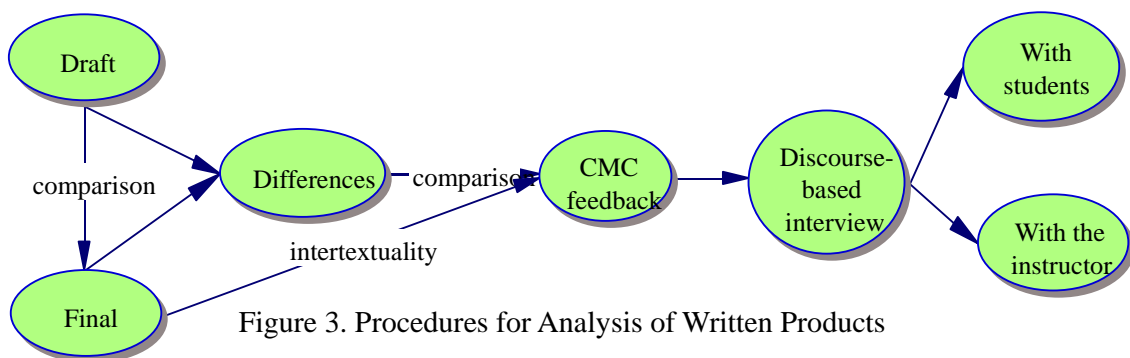 Draft
With
students
comparison
Differences
comparison
CMC
feedback
Discourse-
based
interview
intertextuality
With the
instructor
Final
Figure 3. Procedures for Analysis of Written Products